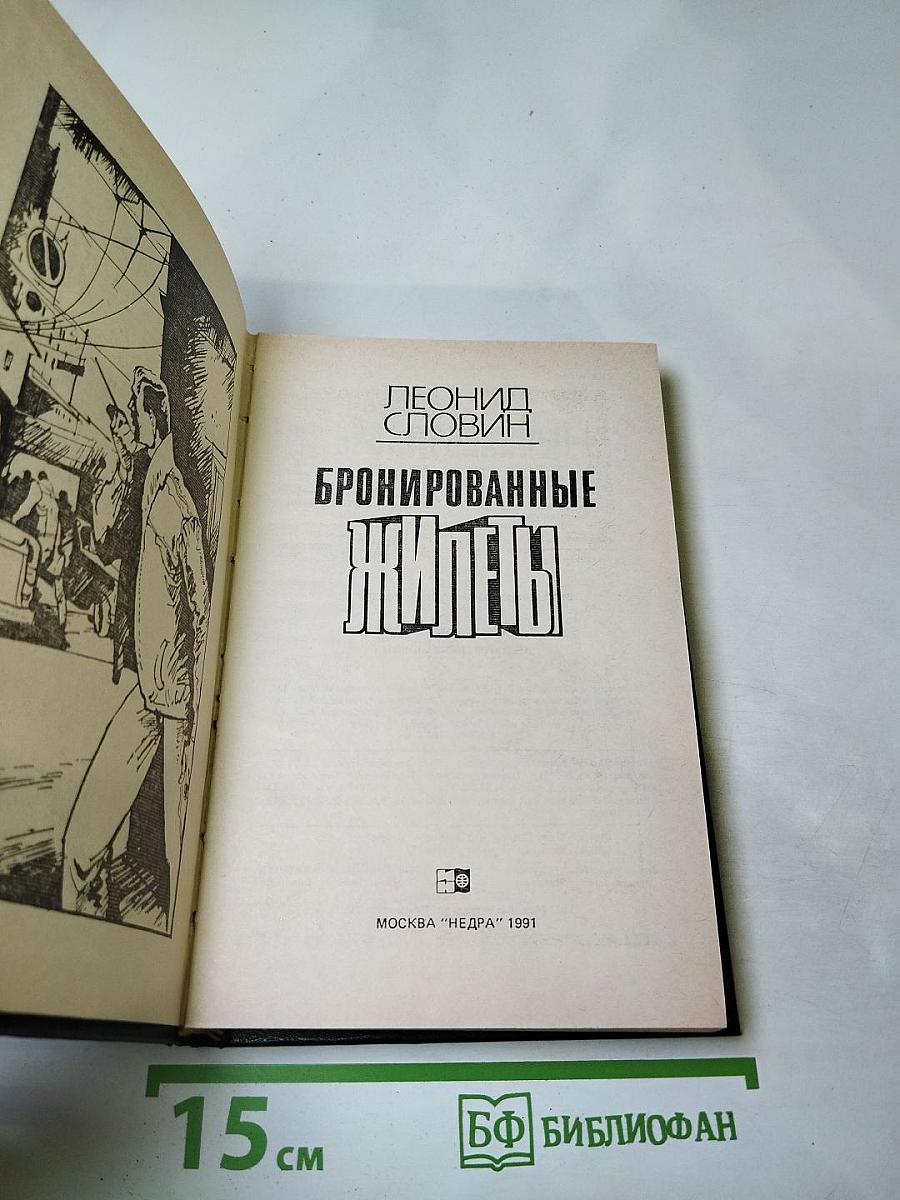 ЛЕОНИД
СЛОВИН
БРОНИРОВАННЫЕ
ЖИЛЕТЫ
МОСКВА "НЕДРА" 1991
15 см
БФ БИБЛИОФАН